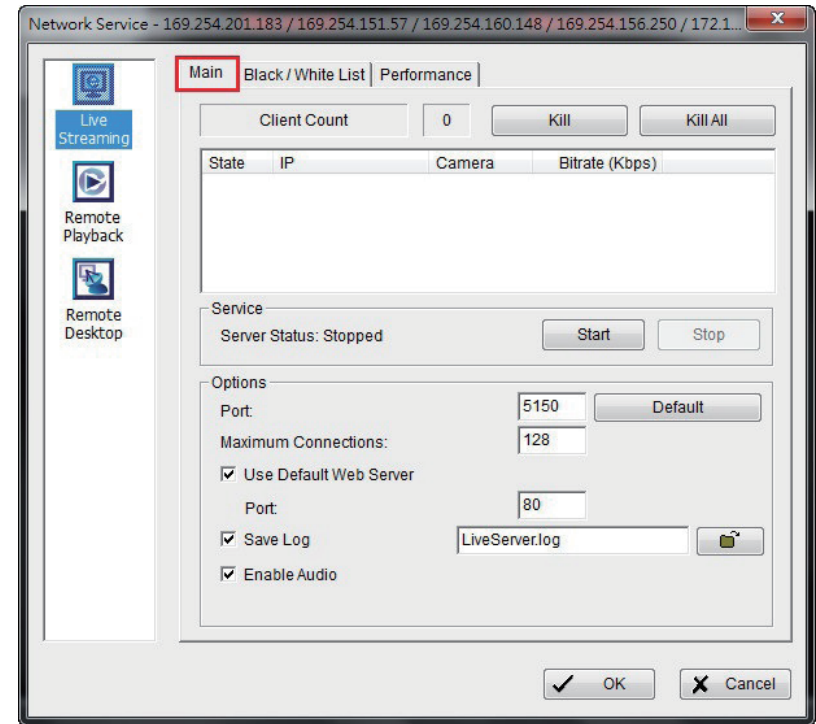 Network Service - 169.254.201.183 / 169.254.151.57 / 169.254.160.148 / 169.254.156.250 / 172.1...
Main Black / White List Performance
Live
Streaming
Remote
Playback
Remote
Desktop
Client Count 0 Kill Kill All
State IP Camera Bitrate (Kbps)
Service
Server Status: Stopped Start Stop
Options
Port: 5150 Default
Maximum Connections: 128
Use Default Web Server
Port: 80
Save Log LiveServer.log
Enable Audio
OK Cancel